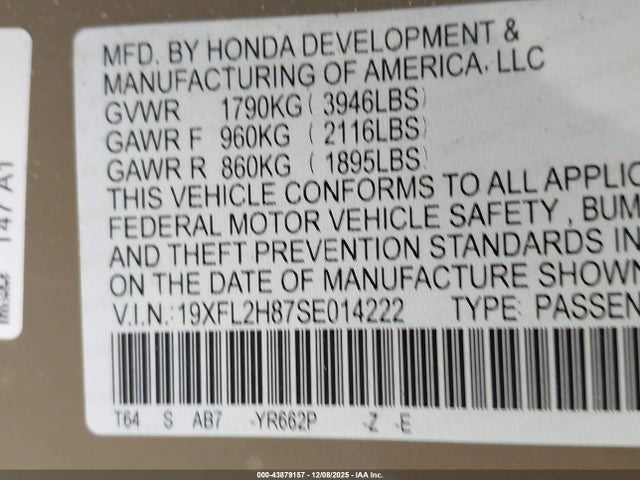 MFD. BY HONDA DEVELOPMENT &
MANUFACTURING OF AMERICA, LLC
GVWR 1790KG ( 3946LBS)
GAWR F 960KG ( 2116LBS)
GAWR R 860KG ( 1895LBS)
THIS VEHICLE CONFORMS TO ALL APPLIC
FEDERAL MOTOR VEHICLE SAFETY , BUM
AND THEFT PREVENTION STANDARDS IN
ON THE DATE OF MANUFACTURE SHOWN
V.I.N.: 19XFL2H87SE014222 TYPE: PASSEN
T64 S AB7 -YR662P -Z -E
147 A1
000-43879157 - 12/08/2025 - IAA Inc.